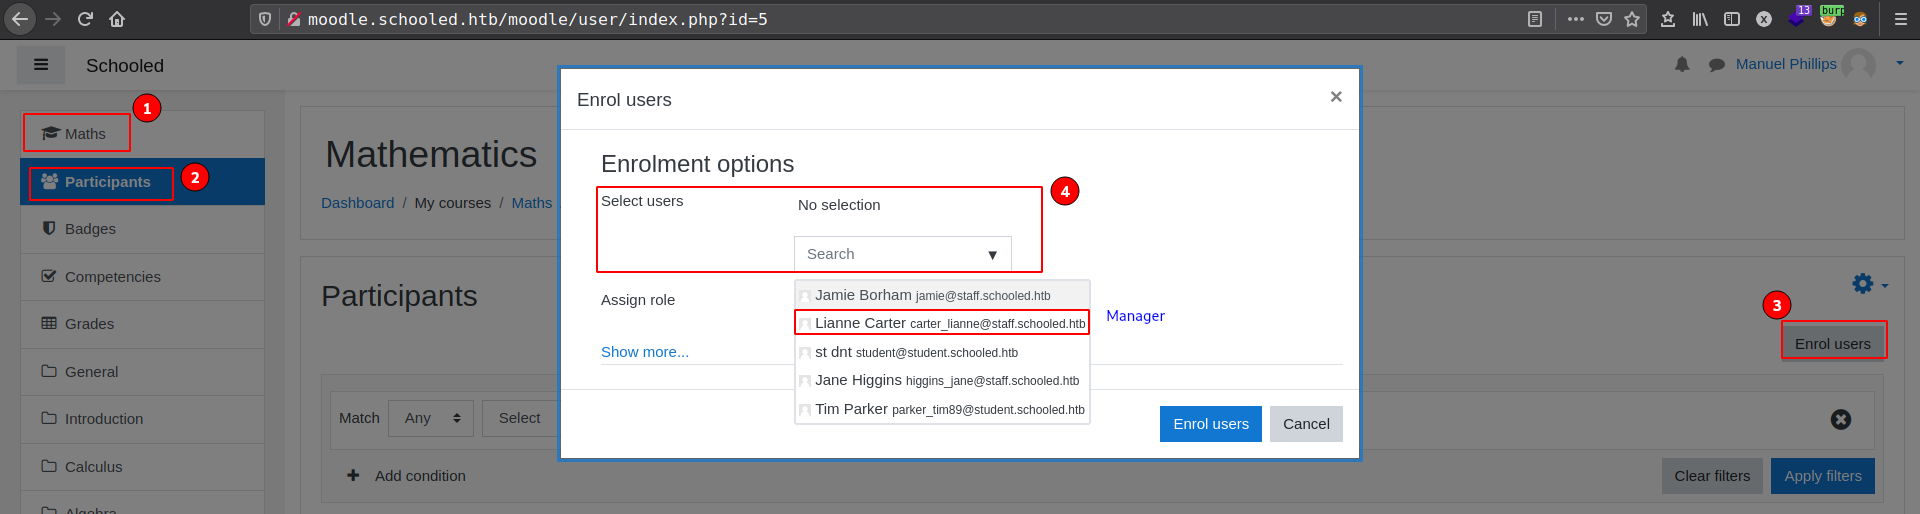 moodle.schooled.htb/moodle/user/index.php?id=5
13
burp
Schooled
Manuel Phillips
1
Maths
2
Participants
Badges
Competencies
Grades
General
Introduction
Calculus
Algebra
Mathematics
Dashboard / My courses / Maths
Participants
3
Enrol users
Match Any Select
Add condition
Clear filters Apply filters
Enrol users ×
Enrolment options
4
Select users
No selection
Search ▼
Assign role
Jamie Borham jamie@staff.schooled.htb
Lianne Carter carter_lianne@staff.schooled.htb
Manager
st dnt student@student.schooled.htb
Jane Higgins higgins_jane@staff.schooled.htb
Tim Parker parker_tim89@student.schooled.htb
Show more...
Enrol users Cancel